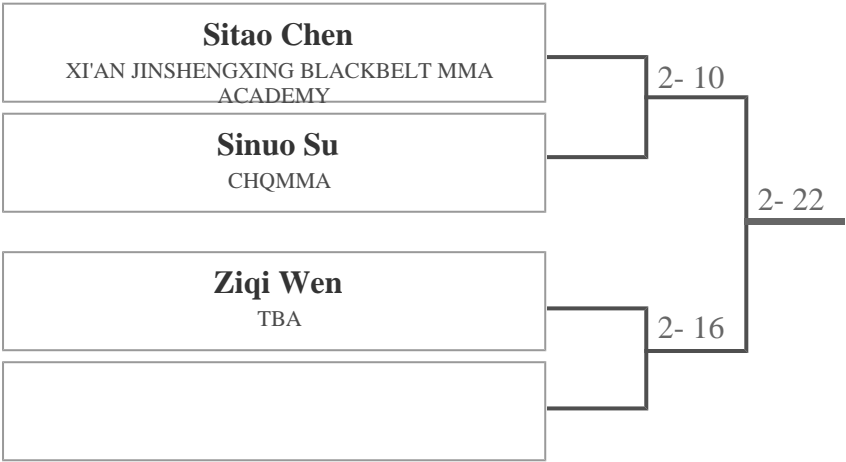 Sitao Chen
XI'AN JINSHENGXING BLACKBELT MMA
ACADEMY
2- 10
Sinuo Su
CHQMMA
2- 22
Ziqi Wen
TBA
2- 16